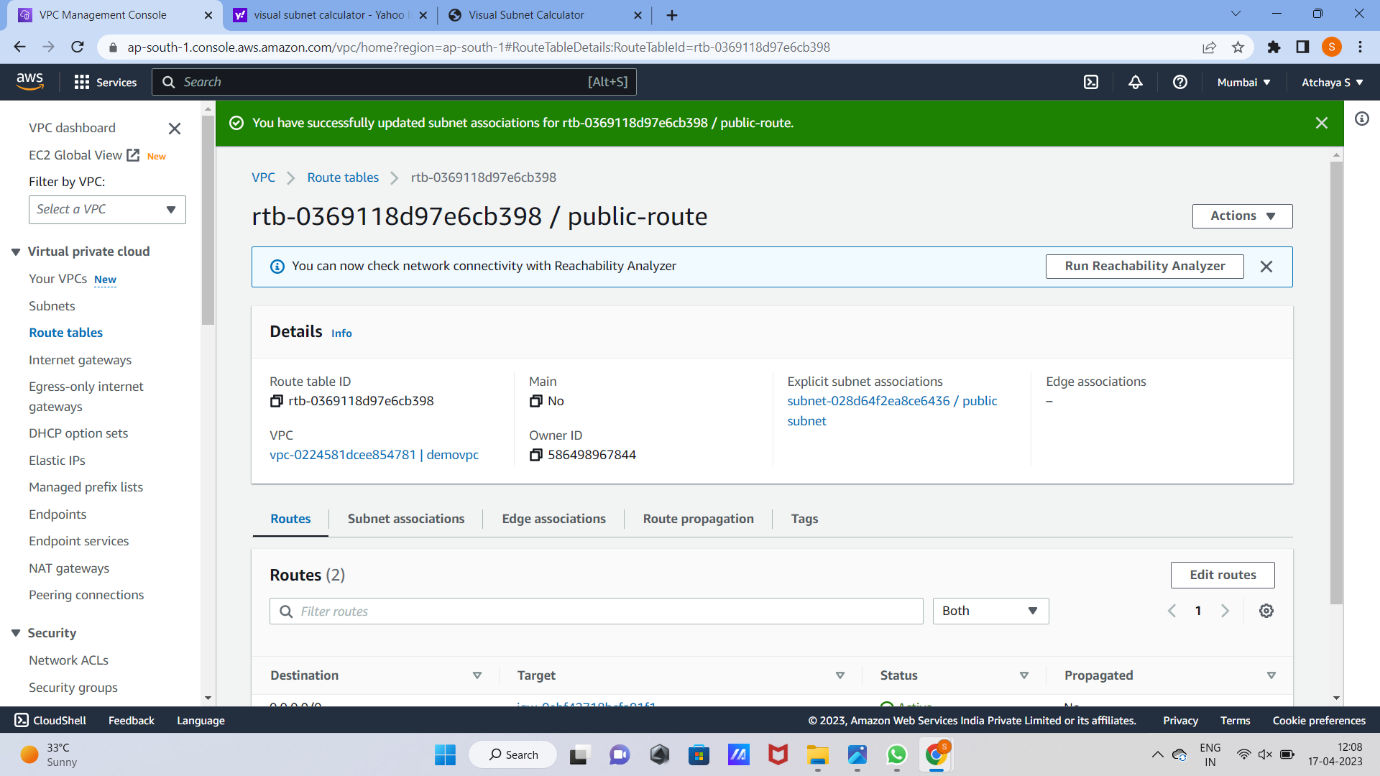 VPC Management Console
visual subnet calculator - Yahoo
Visual Subnet Calculator
ap-south-1.console.aws.amazon.com/vpc/home?region=ap-south-1#RouteTableDetails:RouteTableId=rtb-0369118d97e6cb398
S
aws
Services
Search
[Alt+S]
Mumbai
Atchaya S
VPC dashboard
EC2 Global View New
Filter by VPC:
Select a VPC
Virtual private cloud
Your VPCs New
Subnets
Route tables
Internet gateways
Egress-only internet
gateways
DHCP option sets
Elastic IPs
Managed prefix lists
Endpoints
Endpoint services
NAT gateways
Peering connections
Security
Network ACLs
Security groups
You have successfully updated subnet associations for rtb-0369118d97e6cb398 / public-route.
VPC Route tables rtb-0369118d97e6cb398
rtb-0369118d97e6cb398 / public-route
Actions
You can now check network connectivity with Reachability Analyzer
Run Reachability Analyzer
Details Info
Route table ID
rtb-0369118d97e6cb398
VPC
vpc-0224581dcee854781 | demovpc
Main
No
Owner ID
586498967844
Explicit subnet associations
subnet-028d64f2ea8ce6436 / public
subnet
Edge associations
–
Routes Subnet associations Edge associations Route propagation Tags
Routes (2)
Edit routes
Filter routes
Both
1
Destination Target Status Propagated
CloudShell Feedback Language
© 2023, Amazon Web Services India Private Limited or its affiliates. Privacy Terms Cookie preferences
33°C
Sunny
Search
S
ENG
IN
12:08
17-04-2023